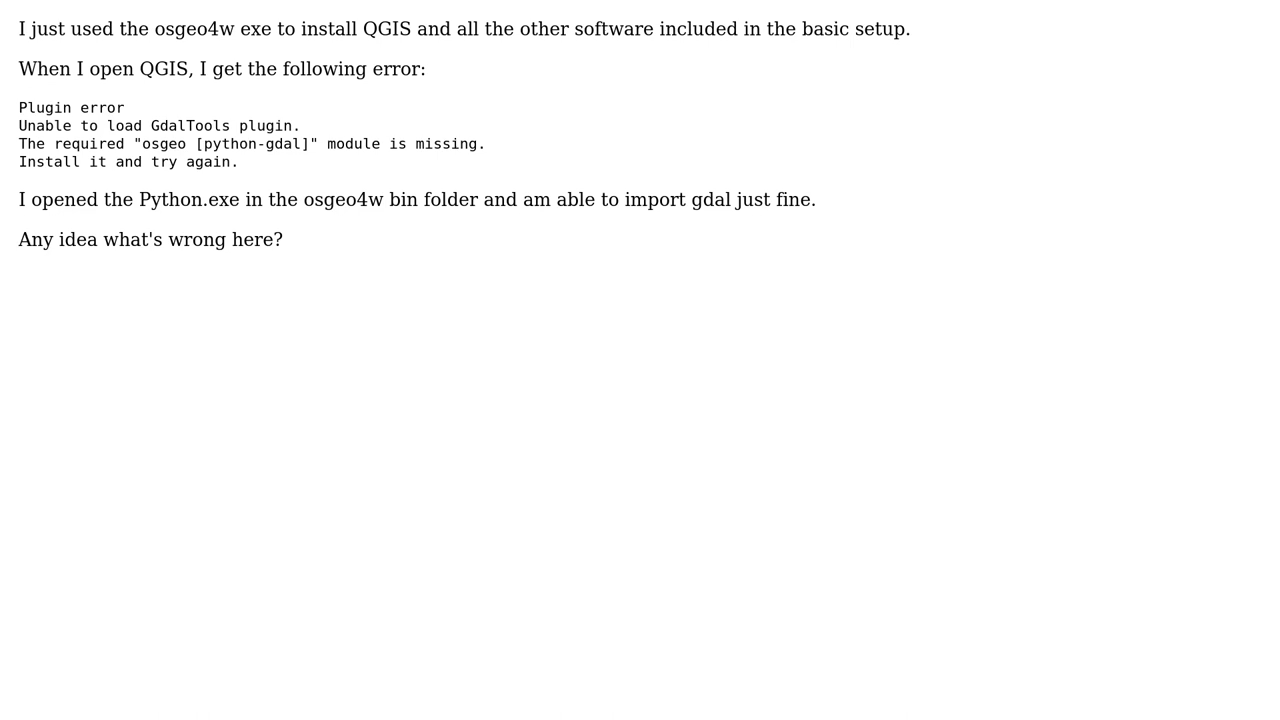 I just used the osgeo4w exe to install QGIS and all the other software included in the basic setup.
When I open QGIS, I get the following error:
Plugin error
Unable to load GdalTools plugin.
The required "osgeo [python-gdal]" module is missing.
Install it and try again.
I opened the Python.exe in the osgeo4w bin folder and am able to import gdal just fine.
Any idea what's wrong here?